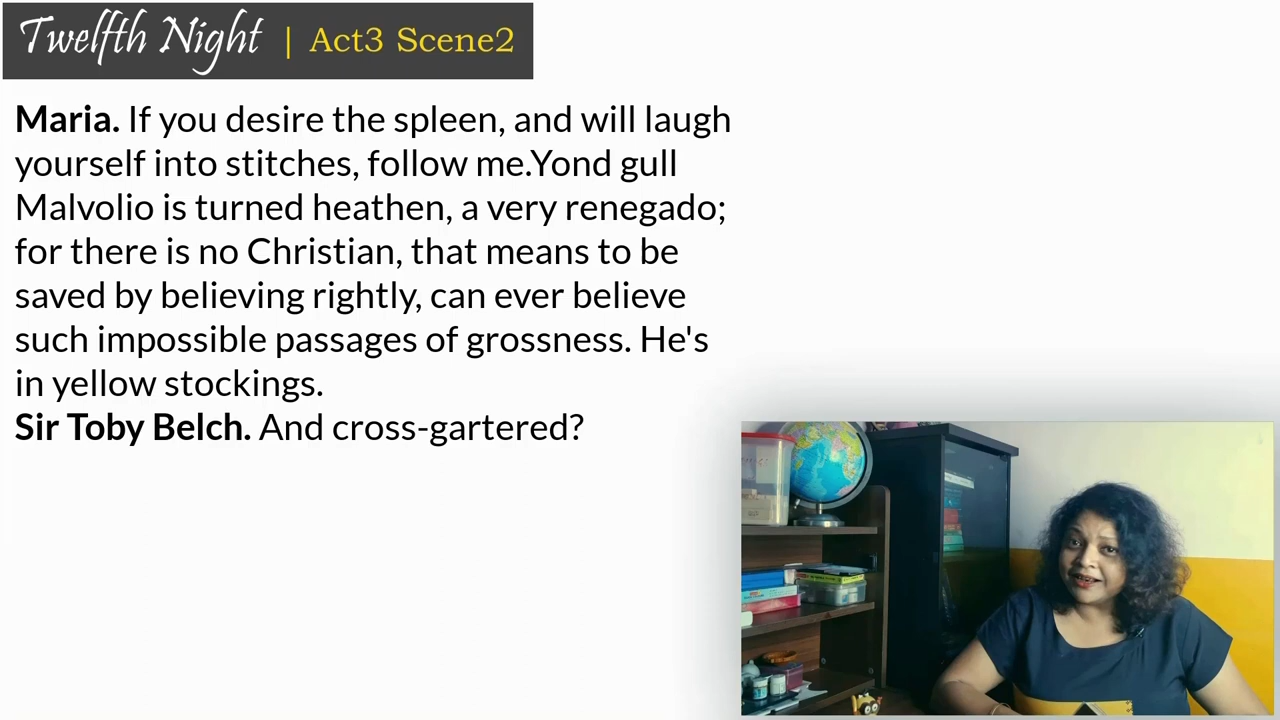 Twelfth Night | Act3 Scene2
Maria. If you desire the spleen, and will laugh
yourself into stitches, follow me.Yond gull
Malvolio is turned heathen, a very renegado;
for there is no Christian, that means to be
saved by believing rightly, can ever believe
such impossible passages of grossness. He's
in yellow stockings.
Sir Toby Belch. And cross-gartered?